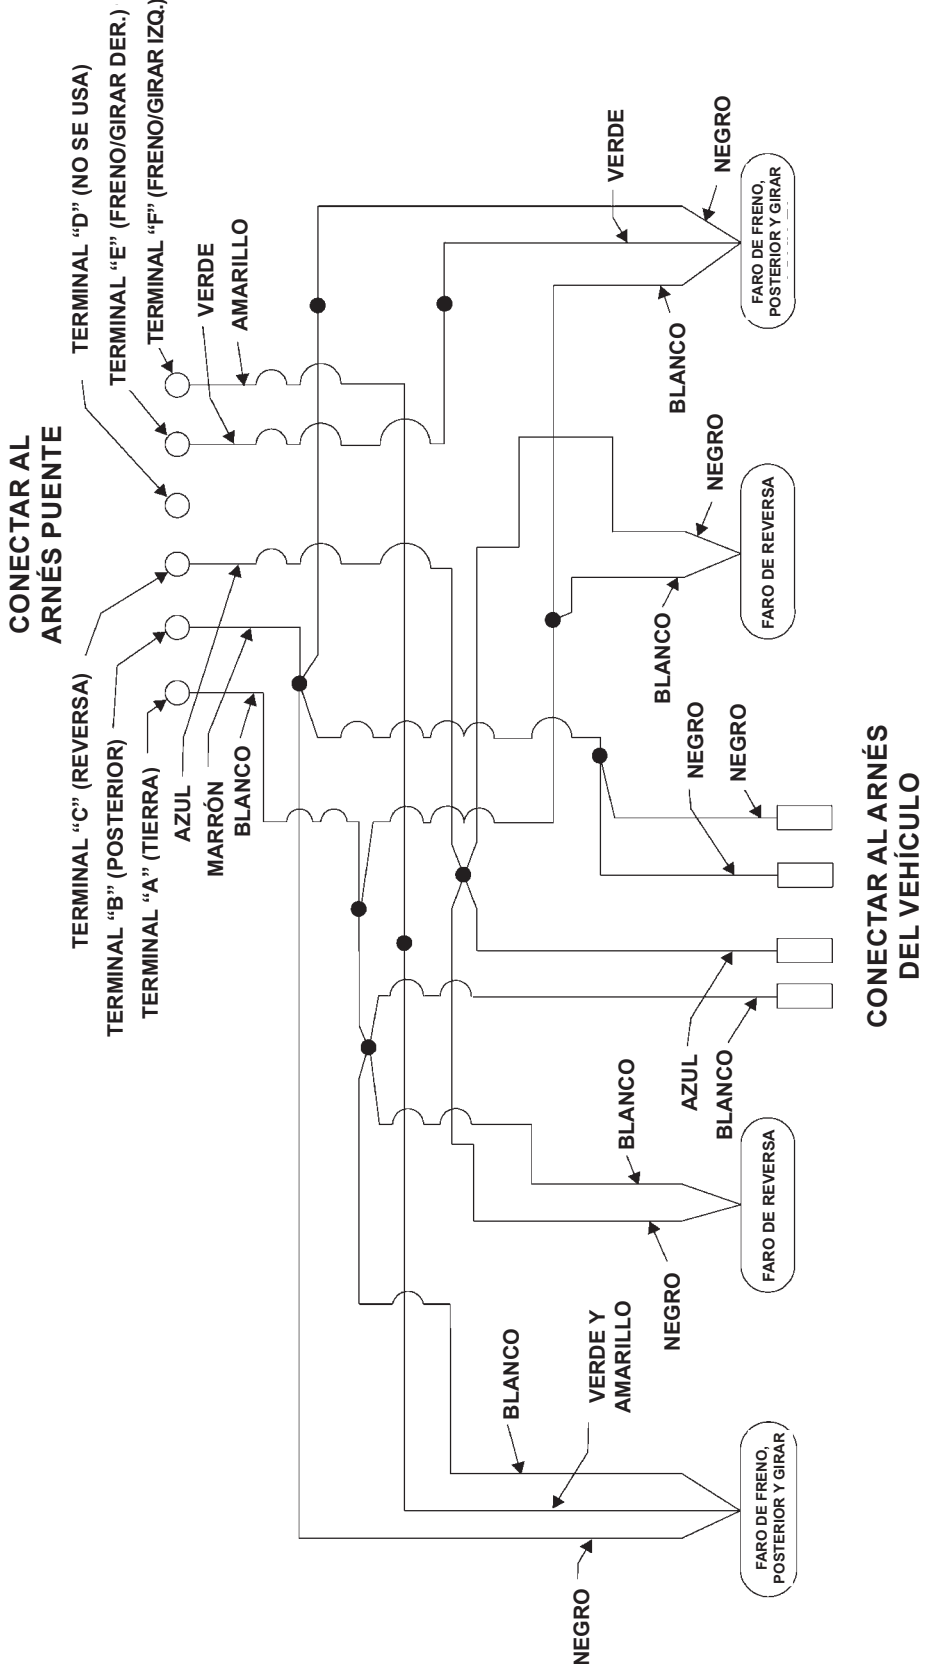 CONECTAR AL
ARNÉS PUENTE
TERMINAL “C” (REVERSA)
TERMINAL “B” (POSTERIOR)
TERMINAL “A” (TIERRA)
AZUL
MARRÓN
BLANCO
TERMINAL “D” (NO SE USA)
TERMINAL “E” (FRENO/GIRAR DER.)
TERMINAL “F” (FRENO/GIRAR IZQ.)
VERDE
AMARILLO
NEGRO
BLANCO
VERDE Y
AMARILLO
NEGRO
BLANCO
AZUL
BLANCO
NEGRO
NEGRO
BLANCO
NEGRO
BLANCO
VERDE
NEGRO
FARO DE FRENO,
POSTERIOR Y GIRAR
FARO DE REVERSA
FARO DE REVERSA
FARO DE FRENO,
POSTERIOR Y GIRAR
CONECTAR AL ARNÉS
DEL VEHÍCULO